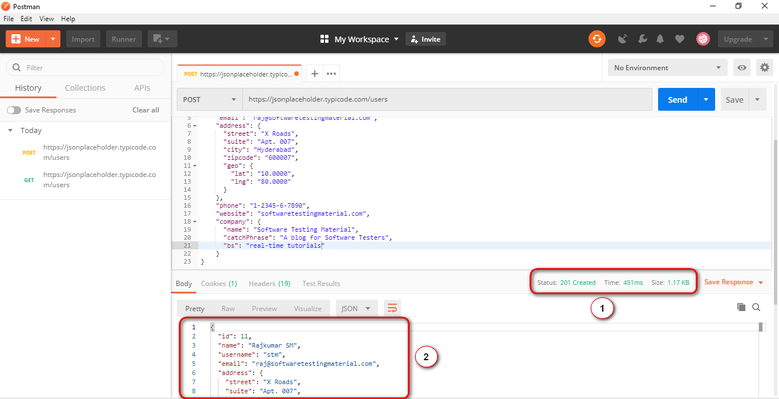 Postman
File Edit View Help
New Import Runner My Workspace Invite Upgrade
Filter
History Collections APIs
Save Responses Clear all
Today
POST https://jsonplaceholder.typicode.co
m/users
GET https://jsonplaceholder.typicode.co
m/users
POST https://jsonplaceholder.typico... + ••• No Environment
POST https://jsonplaceholder.typicode.com/users Send Save
5 "email": "raj@softwaretestingmaterial.com",
6 "address": {
7 "street": "X Roads",
8 "suite": "Apt. 007",
9 "city": "Hyderabad",
10 "zipcode": "600007",
11 "geo": {
12 "lat": "10.0000",
13 "lng": "80.0000"
14 }
15 },
16 "phone": "1-2345-6-7890",
17 "website": "softwaretestingmaterial.com",
18 "company": {
19 "name": "Software Testing Material",
20 "catchPhrase": "A blog for Software Testers",
21 "bs": "real-time tutorials"
22 }
23 }
Body Cookies (1) Headers (19) Test Results Status: 201 Created Time: 451ms Size: 1.17 KB Save Response
1
Pretty Raw Preview Visualize JSON
1 {
2 "id": 11,
3 "name": "Rajkumar SM",
4 "username": "stm",
5 "email": "raj@softwaretestingmaterial.com",
6 "address": {
7 "street": "X Roads",
8 "suite": "Apt. 007",
2